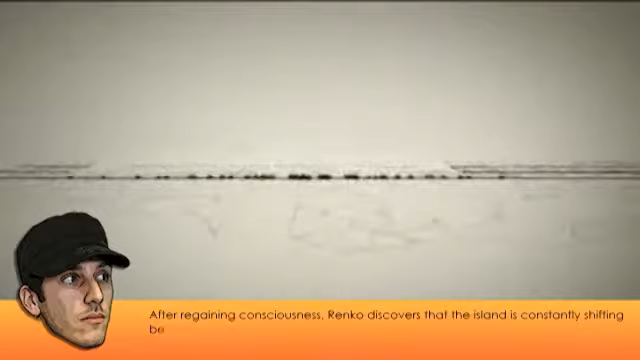 After regaining consciousness, Renko discovers that the island is constantly shifting
be